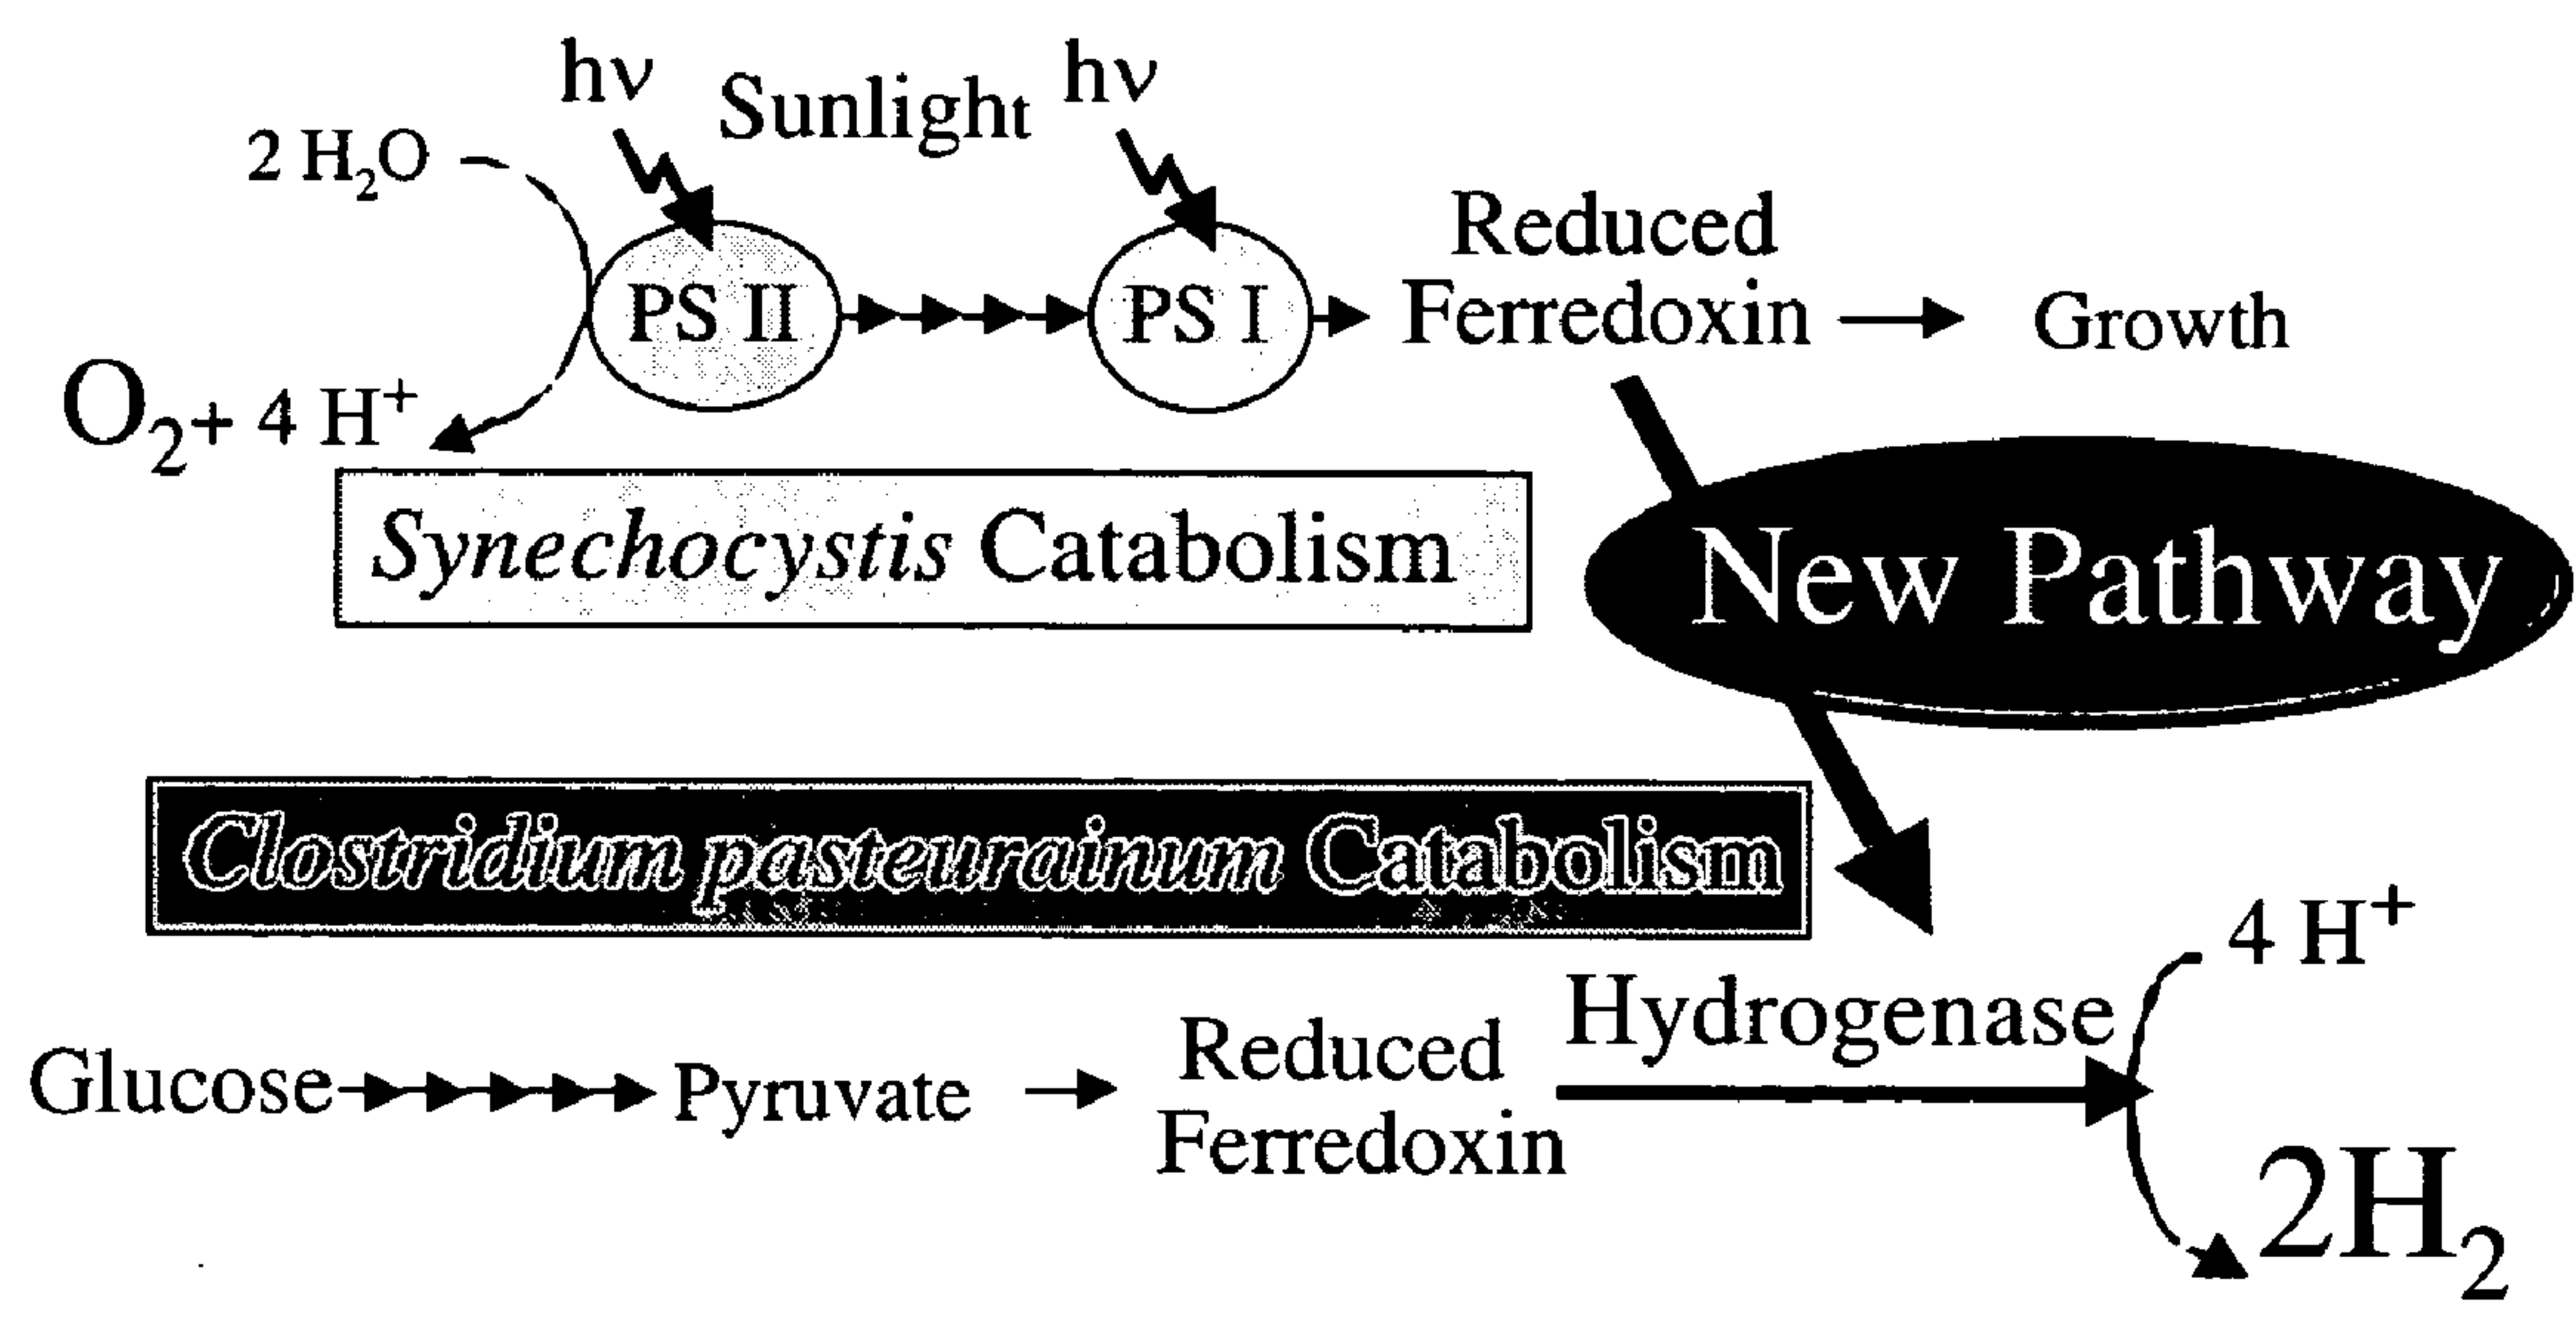 hν Sunlight hν
2 H₂O
Reduced
PS II PS I Ferredoxin Growth
O₂ + 4 H⁺
Synechocystis Catabolism
New Pathway
Clostridium pasteurainum Catabolism
4 H⁺
Hydrogenase
Reduced
Glucose Pyruvate
Ferredoxin
2H₂